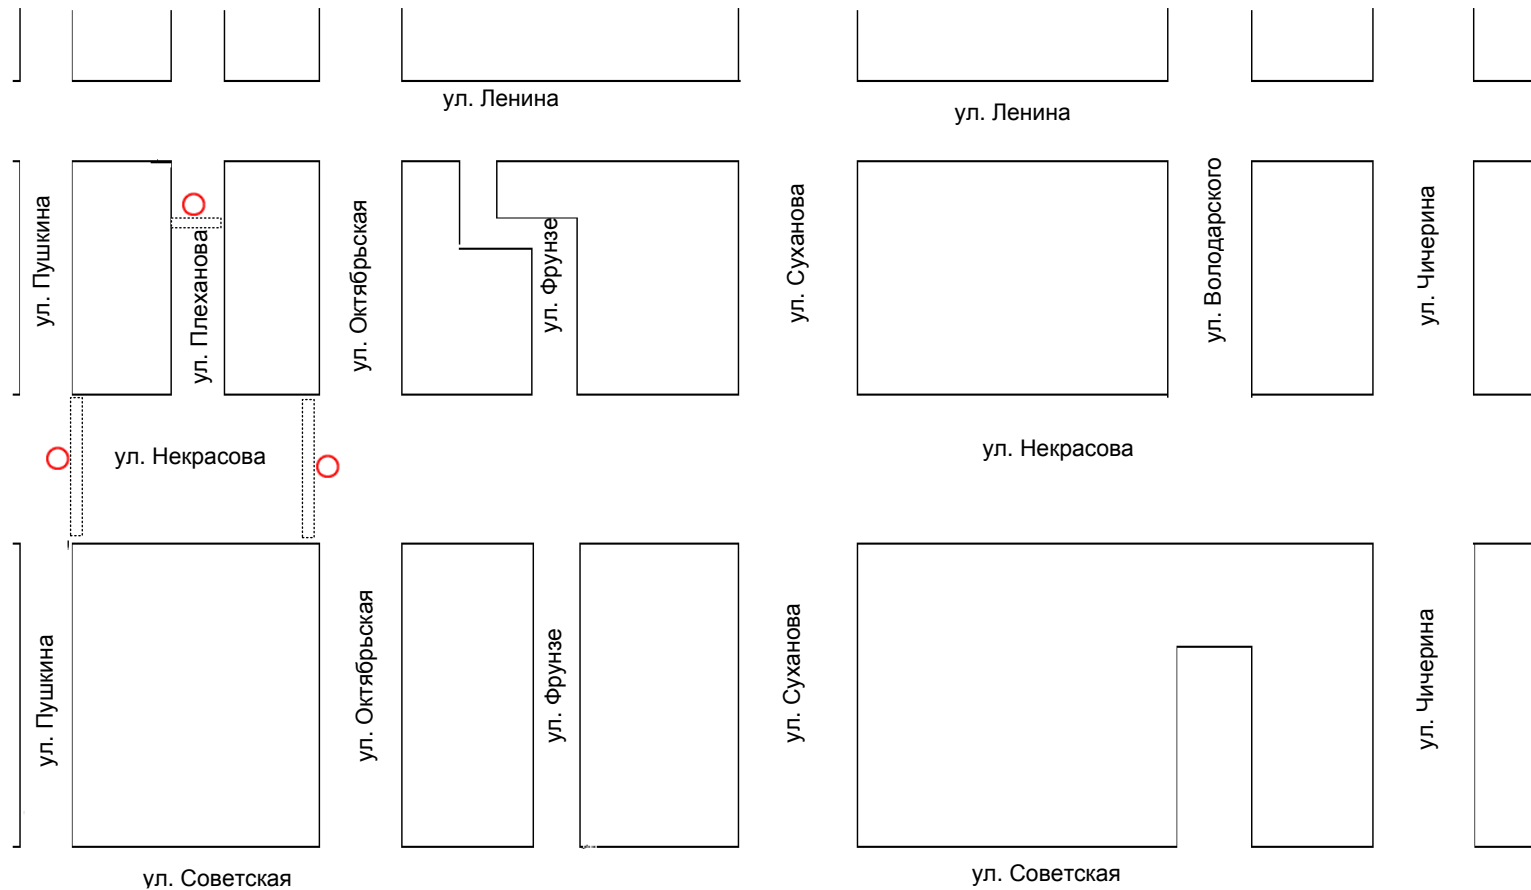 ул. Ленина
ул. Ленина
ул. Пушкина
ул. Плеханова
ул. Октябрьская
ул. Фрунзе
ул. Суханова
ул. Володарского
ул. Чичерина
ул. Некрасова
ул. Некрасова
ул. Пушкина
ул. Октябрьская
ул. Фрунзе
ул. Суханова
ул. Чичерина
ул. Советская
ул. Советская